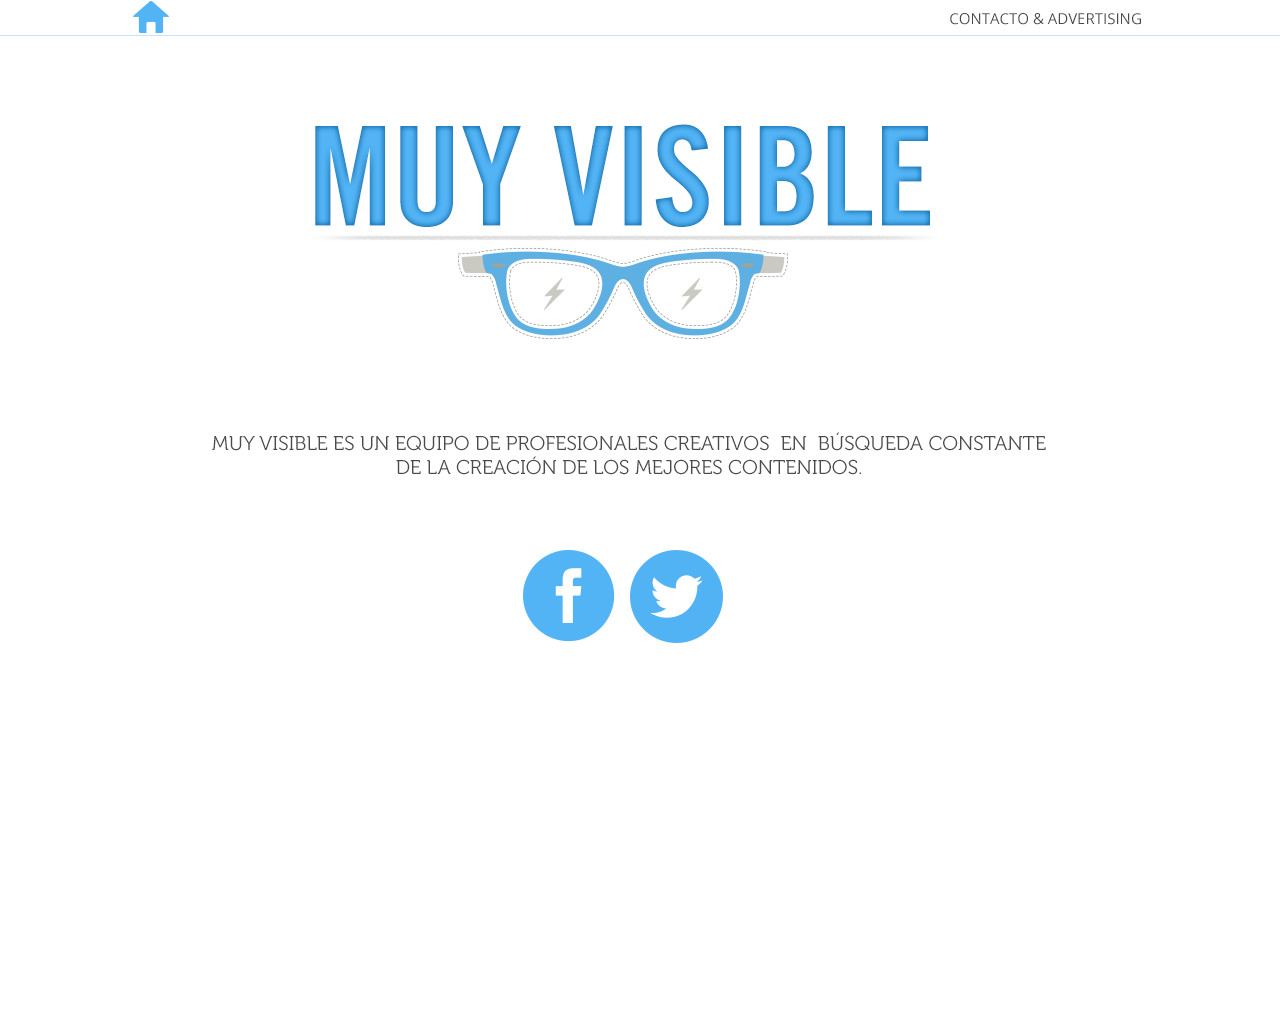 CONTACTO & ADVERTISING
MUY VISIBLE
MUY VISIBLE ES UN EQUIPO DE PROFESIONALES CREATIVOS EN BÚSQUEDA CONSTANTE
DE LA CREACIÓN DE LOS MEJORES CONTENIDOS.